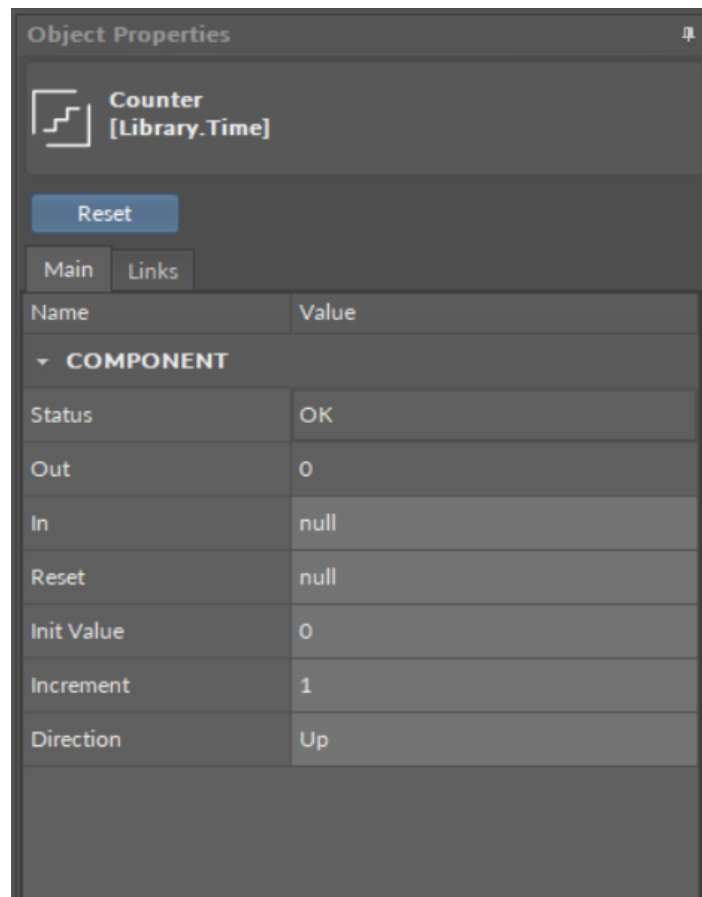 Object Properties
Counter
[Library.Time]
Reset
Main Links
Name Value
COMPONENT
Status OK
Out 0
In null
Reset null
Init Value 0
Increment 1
Direction Up